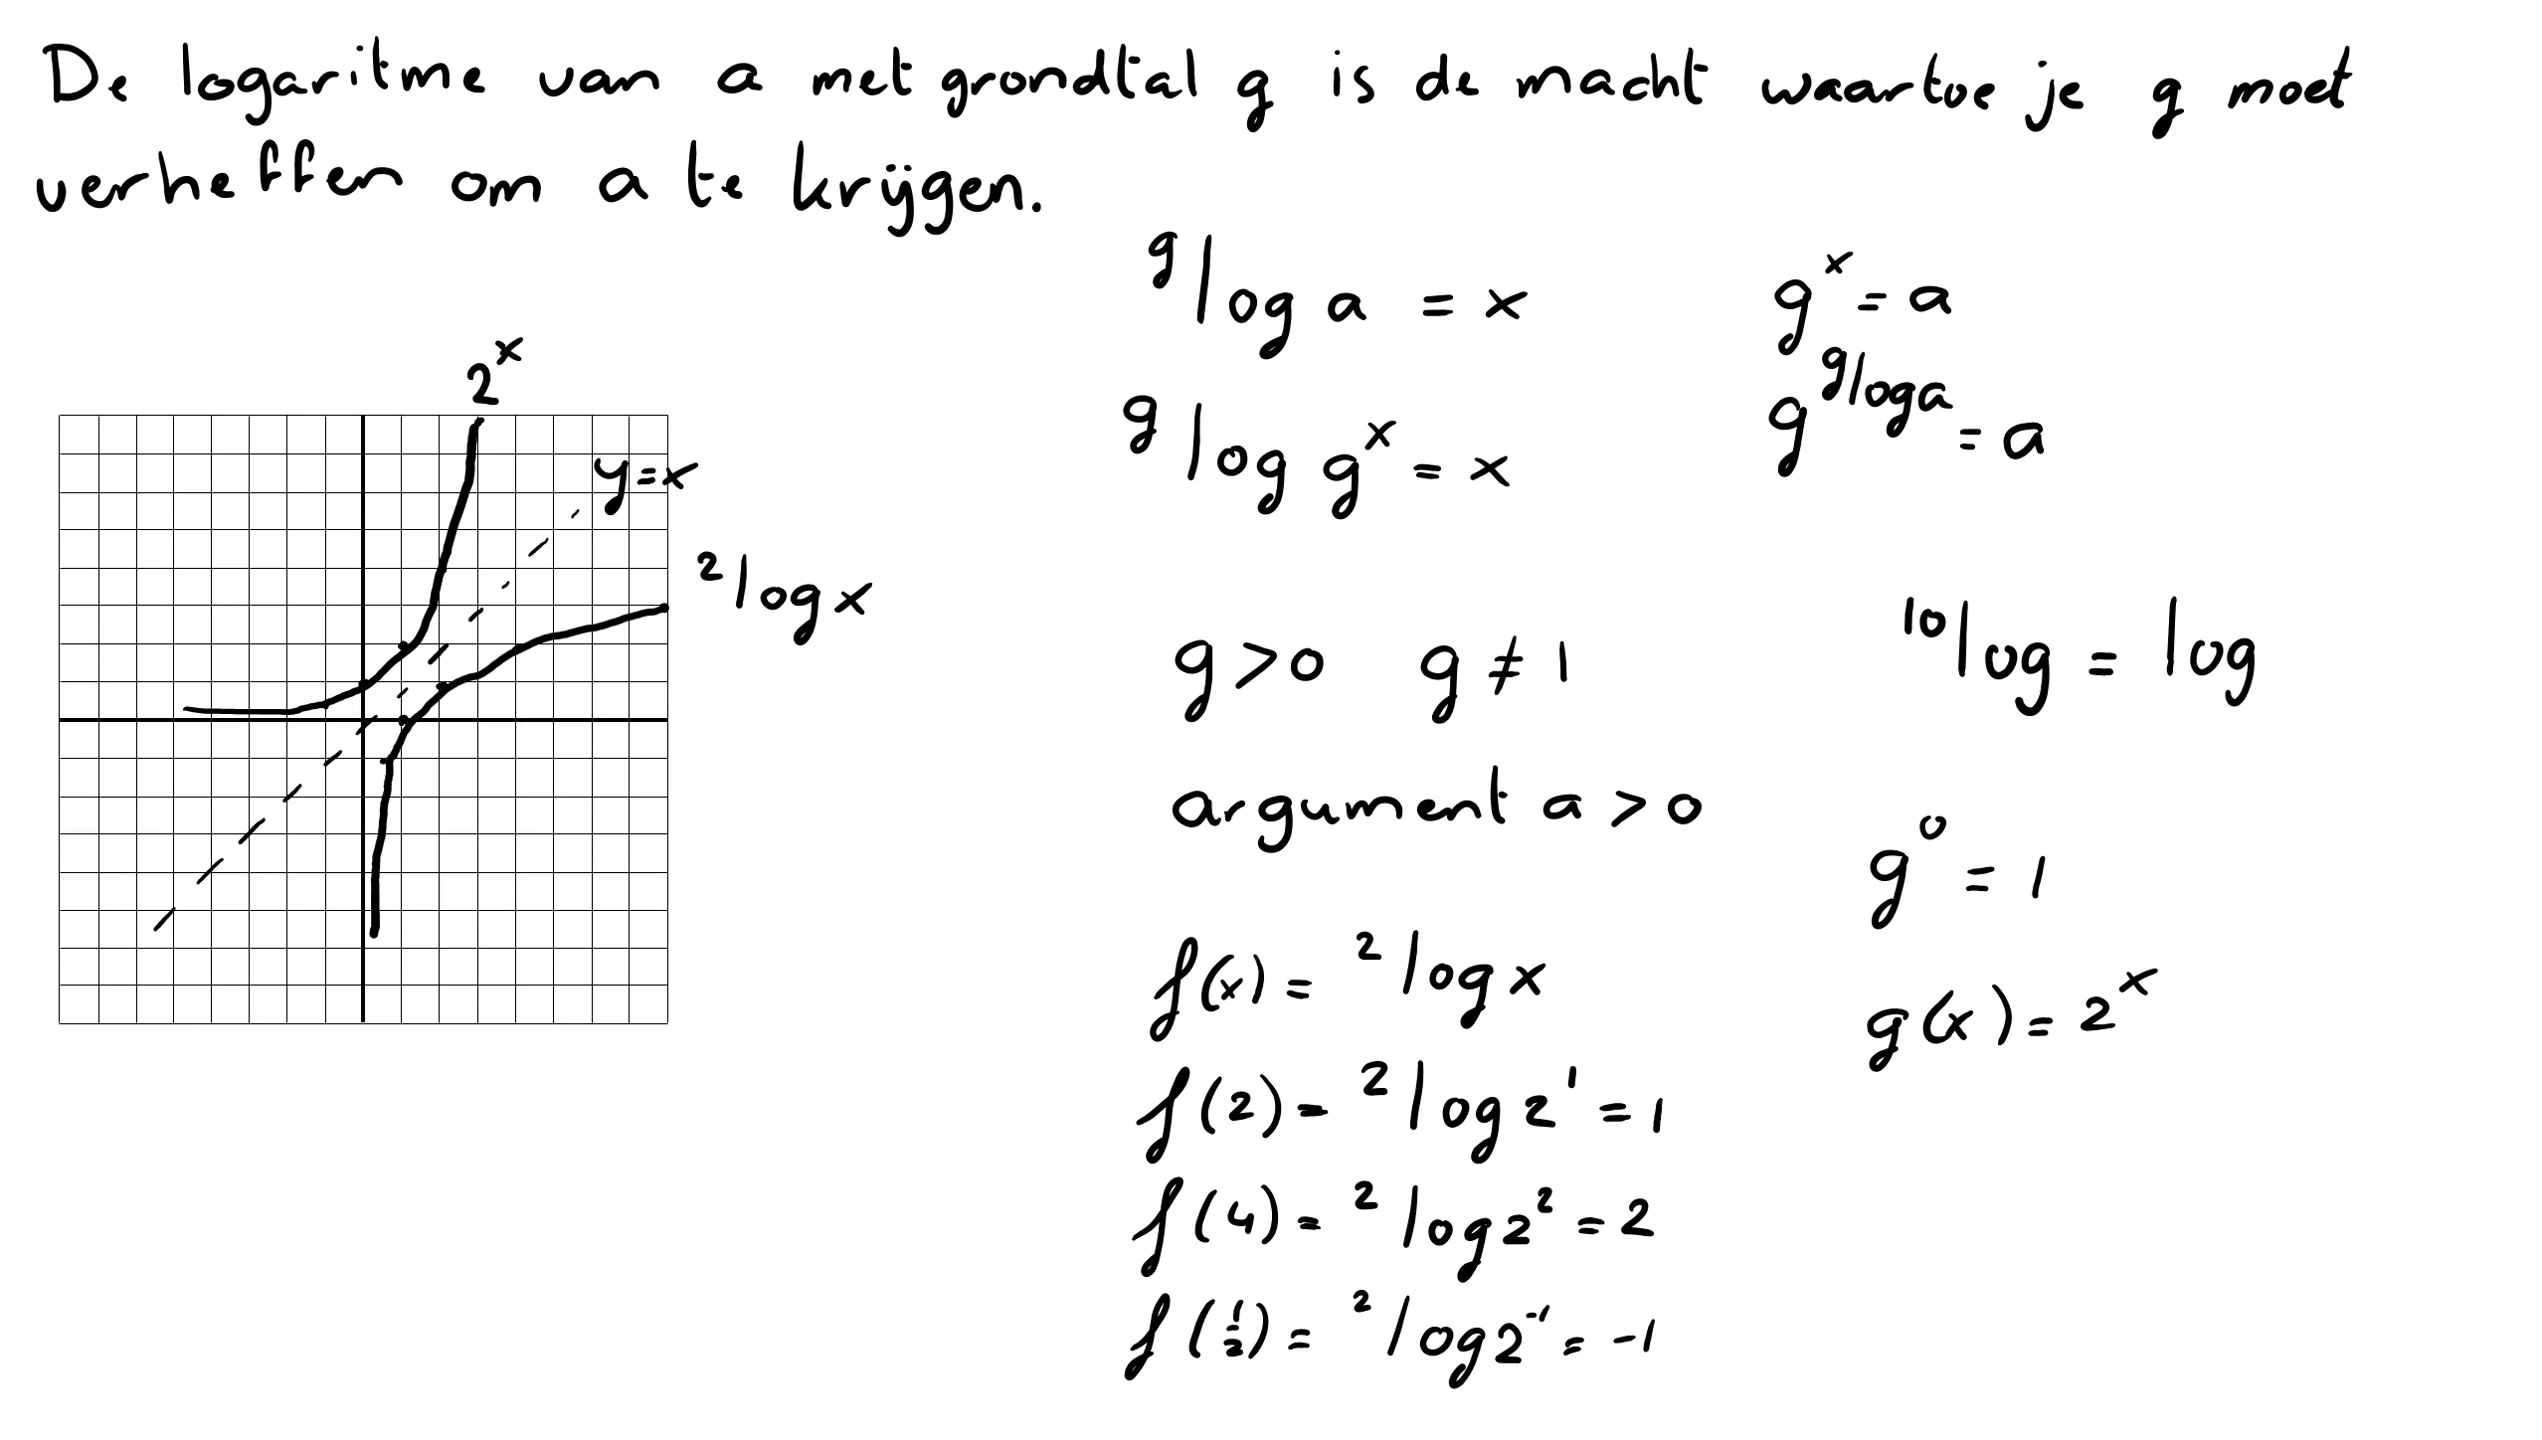 De logaritme van a met grondtal g is de macht waartoe je g moet
verheffen om a te krijgen.
ᵍlog a = x
gˣ = a
ᵍlog gˣ = x
g^(ᵍlog a) = a
2ˣ
y=x
²log x
g>0 g≠1
¹⁰log = log
argument a>0
g⁰ = 1
f(x) = ²log x
g(x) = 2ˣ
f(2) = ²log 2¹ = 1
f(4) = ²log 2² = 2
f(½) = ²log 2⁻¹ = -1